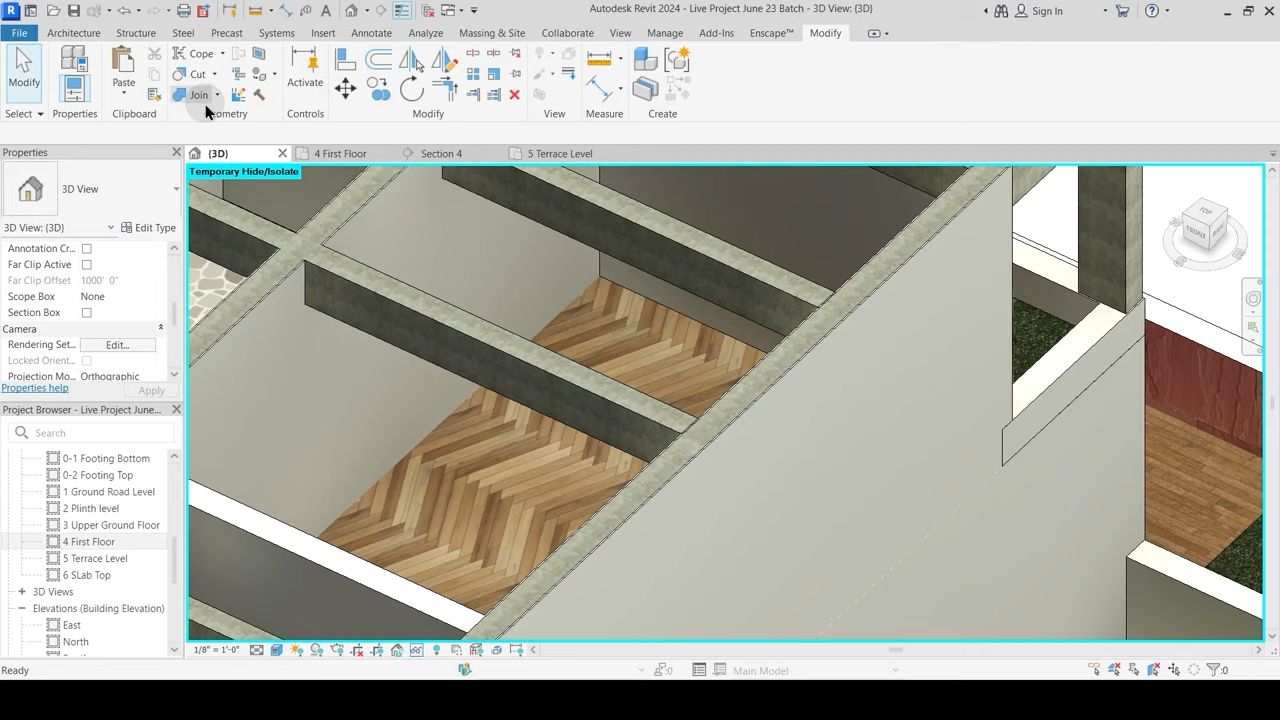 Autodesk Revit 2024 - Live Project June 23 Batch - 3D View: {3D}
Sign In
File Architecture Structure Steel Precast Systems Insert Annotate Analyze Massing & Site Collaborate View Manage Add-Ins Enscape™ Modify
Modify Paste Cope Cut Join Activate
Select Properties Clipboard Geometry Controls Modify View Measure Create
Properties
{3D} 4 First Floor Section 4 5 Terrace Level
Temporary Hide/Isolate
3D View
3D View: {3D} Edit Type
Annotation Cr...
Far Clip Active
Far Clip Offset 1000' 0"
Scope Box None
Section Box
Camera
Rendering Set... Edit...
Locked Orient...
Projection Mo... Orthographic
Properties help Apply
Project Browser - Live Project June...
Search
0-1 Footing Bottom
0-2 Footing Top
1 Ground Road Level
2 Plinth level
3 Upper Ground Floor
4 First Floor
5 Terrace Level
6 SLab Top
3D Views
Elevations (Building Elevation)
East
North
TOP
FRONT
1/8" = 1'-0"
Ready
:0
Main Model
:0